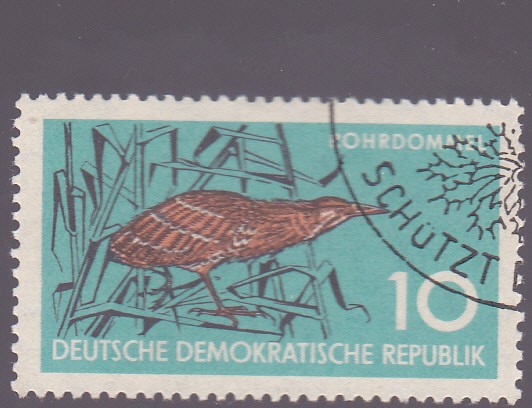 ROHRDOMMEL
SCHÜTZT
10
DEUTSCHE DEMOKRATISCHE REPUBLIK